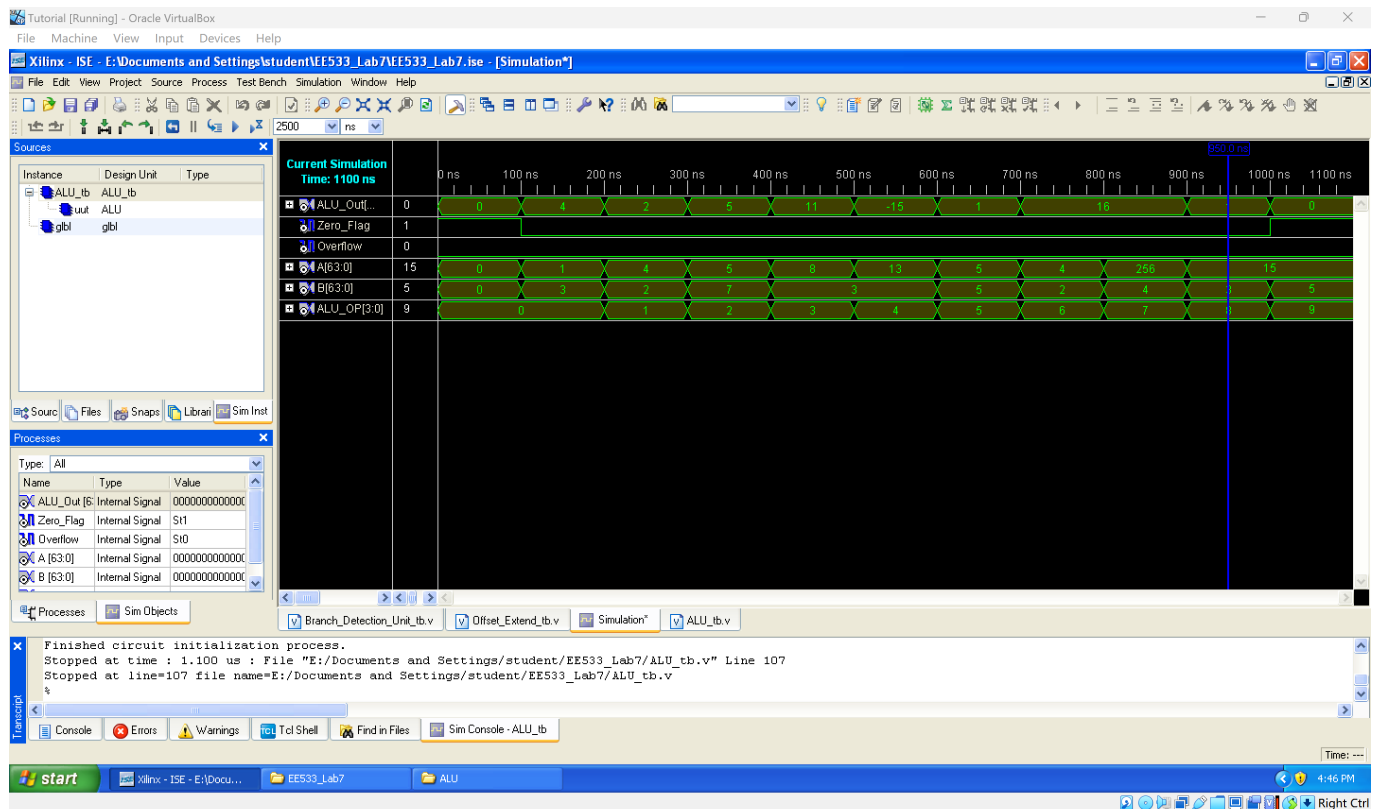 Tutorial [Running] - Oracle VirtualBox
File Machine View Input Devices Help
Xilinx - ISE - E:\Documents and Settings\student\EE533_Lab7\EE533_Lab7.ise - [Simulation*]
File Edit View Project Source Process Test Bench Simulation Window Help
2500 ns
Sources
Instance Design Unit Type
ALU_tb ALU_tb
uut ALU
glbl glbl
Sourc Files Snaps Librari Sim Inst
Processes
Type: All
Name Type Value
ALU_Out [6: Internal Signal 000000000000
Zero_Flag Internal Signal St1
Overflow Internal Signal St0
A [63:0] Internal Signal 000000000000
B [63:0] Internal Signal 000000000000
Processes Sim Objects
950.0 ns
Current Simulation
Time: 1100 ns
0 ns 100 ns 200 ns 300 ns 400 ns 500 ns 600 ns 700 ns 800 ns 900 ns 1000 ns 1100 ns
ALU_Out[... 0 0 4 2 5 11 -15 1 16 0
Zero_Flag 1
Overflow 0
A[63:0] 15 0 1 4 5 8 13 5 4 256 15
B[63:0] 5 0 3 2 7 3 5 2 4 3 5
ALU_OP[3:0] 9 0 1 2 3 4 5 6 7 8 9
Branch_Detection_Unit_tb.v Offset_Extend_tb.v Simulation* ALU_tb.v
Finished circuit initialization process.
Stopped at time : 1.100 us : File "E:/Documents and Settings/student/EE533_Lab7/ALU_tb.v" Line 107
Stopped at line=107 file name=E:/Documents and Settings/student/EE533_Lab7/ALU_tb.v
%
Transcript
Console Errors Warnings Tcl Shell Find in Files Sim Console - ALU_tb
Time: ---
start Xilinx - ISE - E:\Docu... EE533_Lab7 ALU 4:46 PM
Right Ctrl